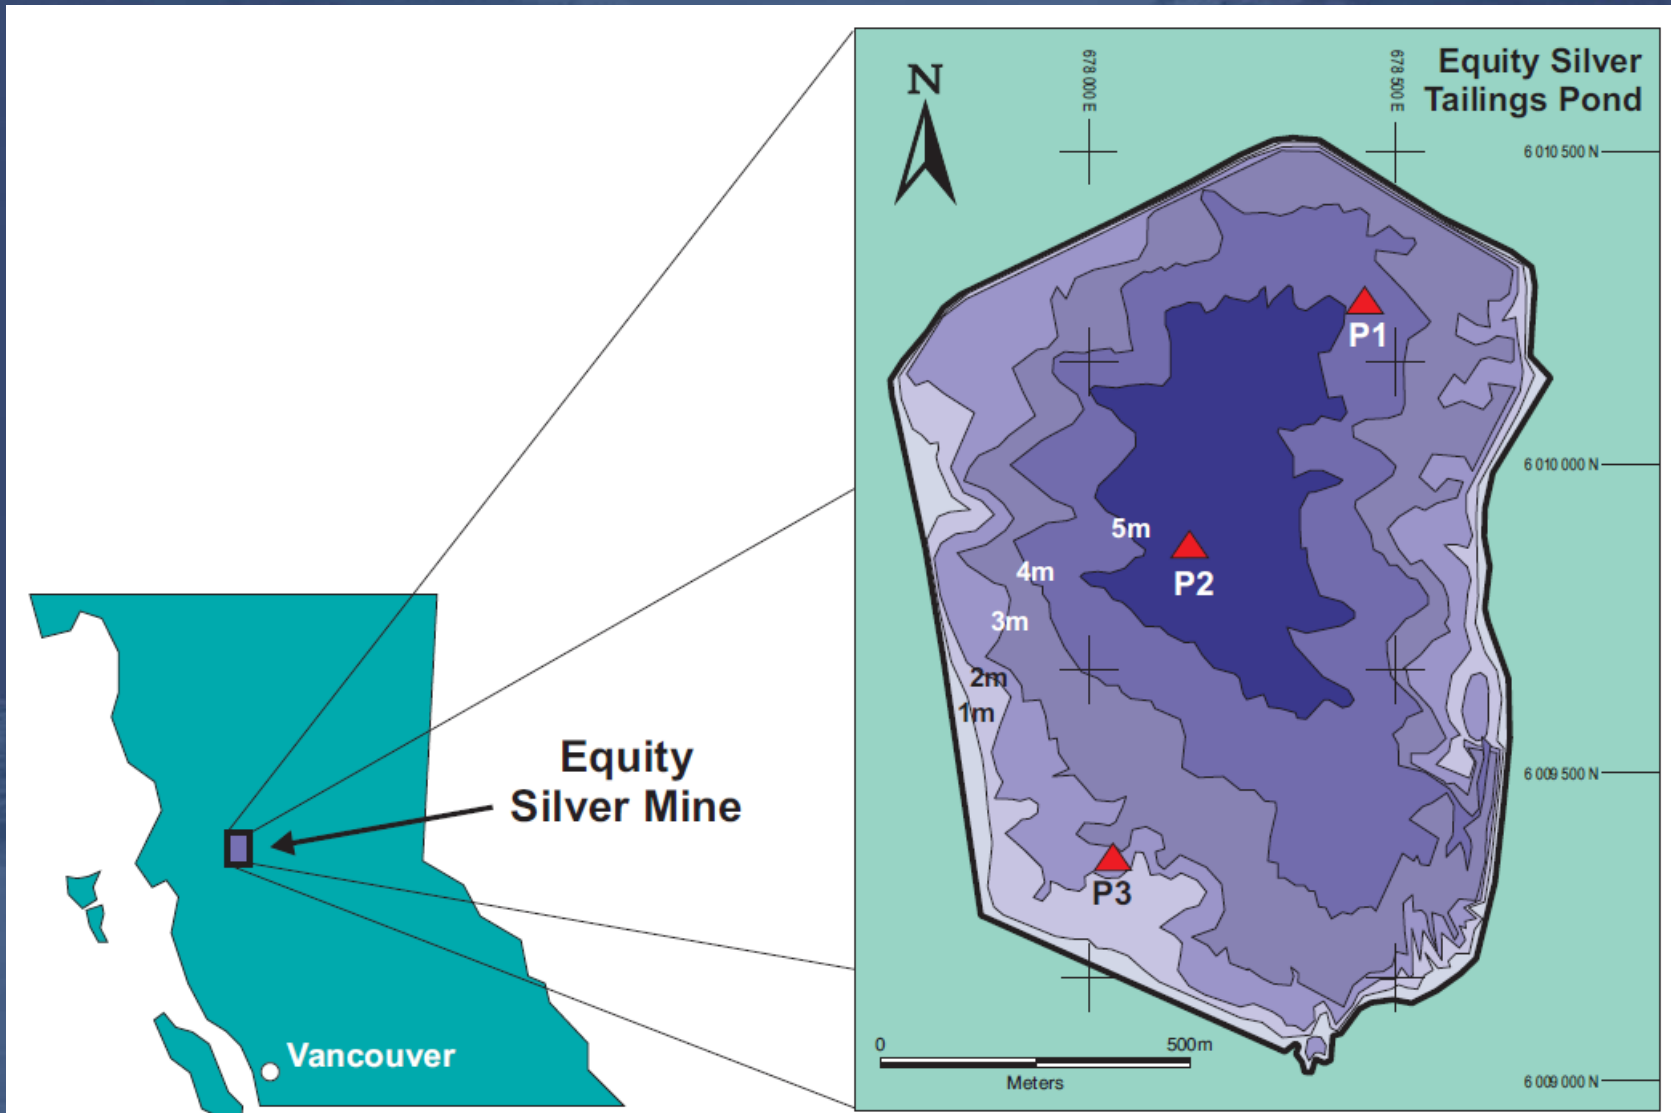 Equity Silver
Tailings Pond
N
678 000 E
678 500 E
6 010 500 N
P1
6 010 000 N
5m
P2
4m
3m
2m
1m
6 009 500 N
P3
0
500m
Meters
6 009 000 N
Equity
Silver Mine
Vancouver